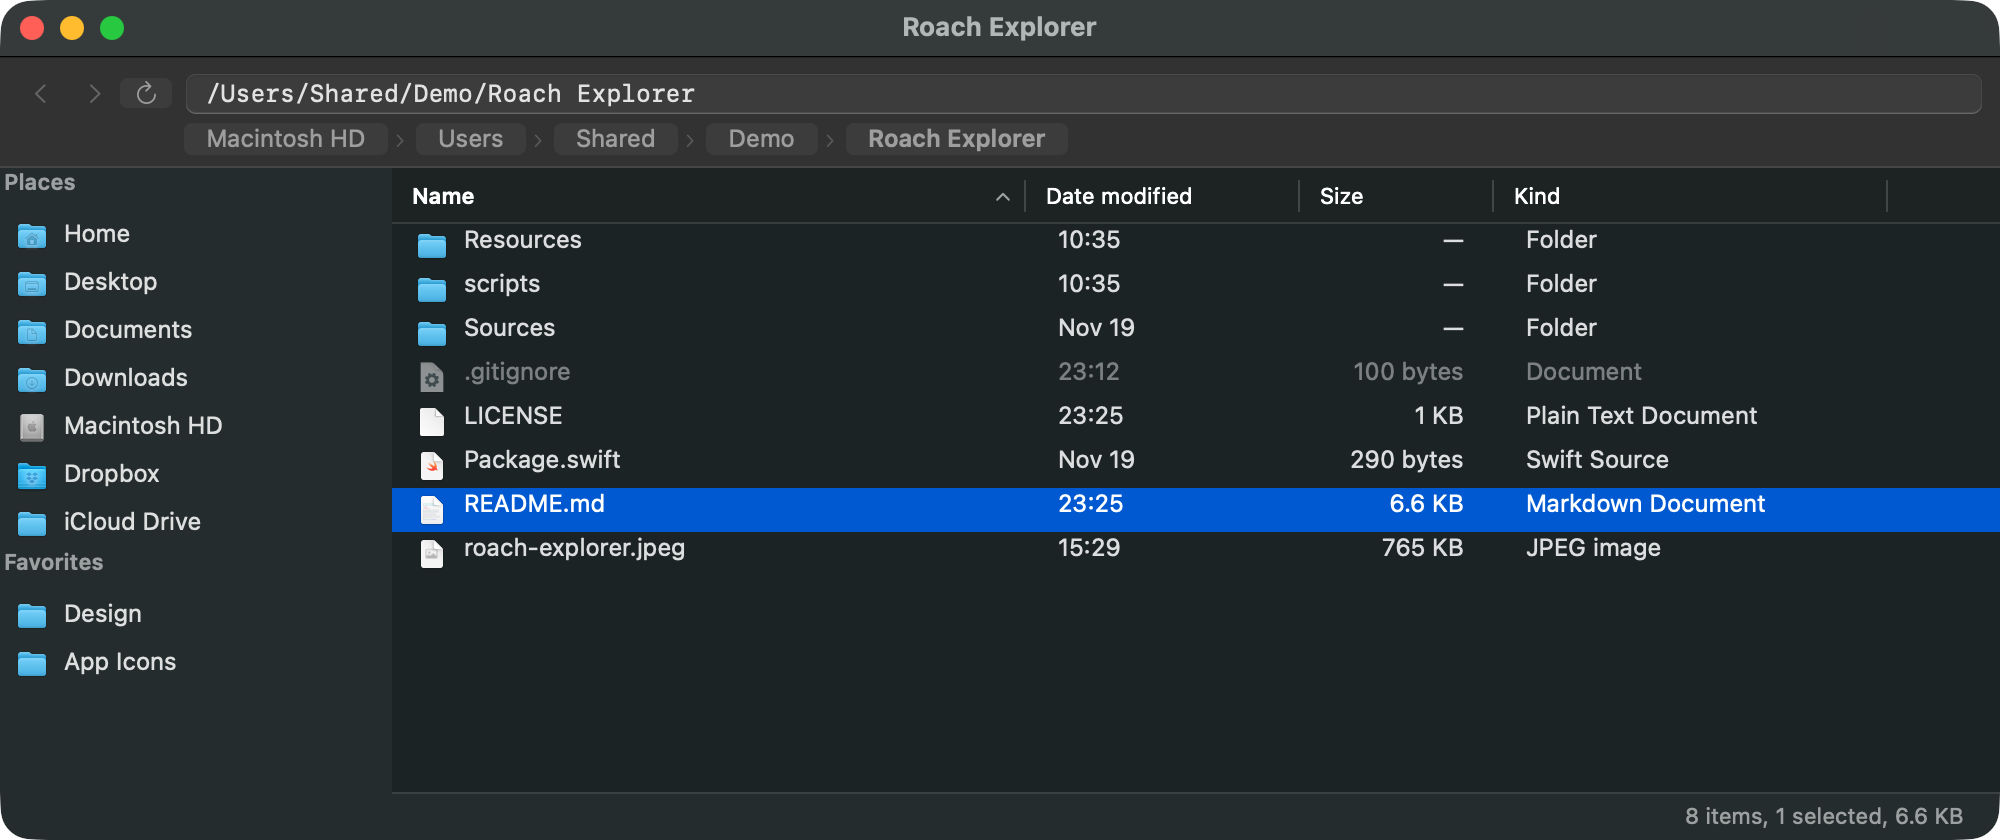 Roach Explorer
/Users/Shared/Demo/Roach Explorer
Macintosh HD > Users > Shared > Demo > Roach Explorer
Places
Home
Desktop
Documents
Downloads
Macintosh HD
Dropbox
iCloud Drive
Favorites
Design
App Icons
Name Date modified Size Kind
Resources 10:35 — Folder
scripts 10:35 — Folder
Sources Nov 19 — Folder
.gitignore 23:12 100 bytes Document
LICENSE 23:25 1 KB Plain Text Document
Package.swift Nov 19 290 bytes Swift Source
README.md 23:25 6.6 KB Markdown Document
roach-explorer.jpeg 15:29 765 KB JPEG image
8 items, 1 selected, 6.6 KB